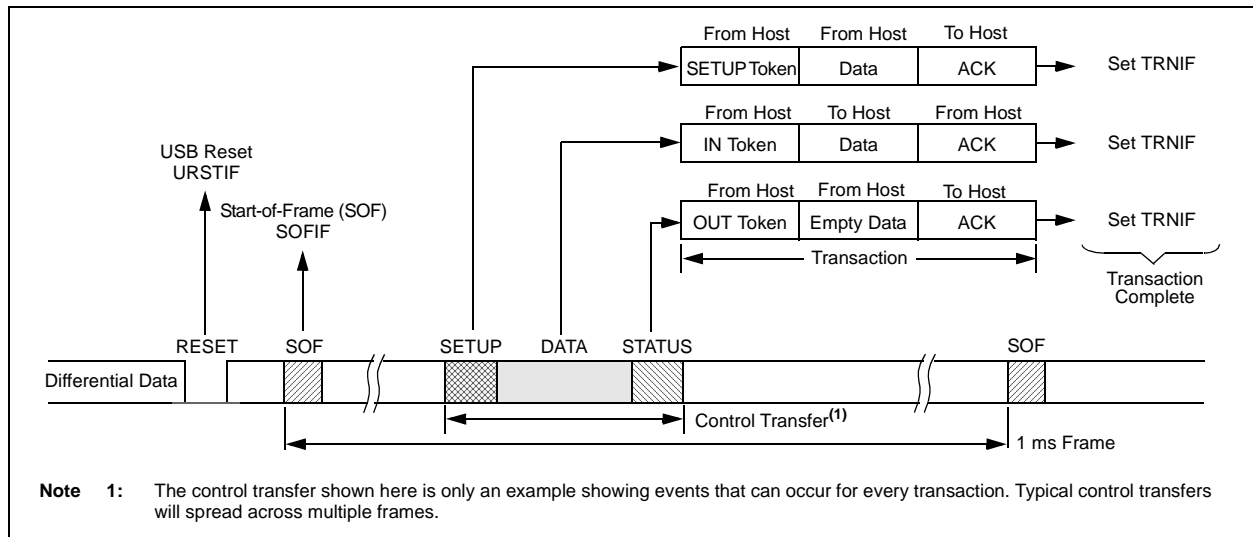 From Host From Host To Host
SETUP Token Data ACK Set TRNIF
From Host To Host From Host
IN Token Data ACK Set TRNIF
USB Reset
URSTIF
From Host From Host To Host
Start-of-Frame (SOF)
SOFIF
OUT Token Empty Data ACK Set TRNIF
Transaction
Transaction
Complete
RESET SOF SETUP DATA STATUS SOF
Differential Data
Control Transfer(1)
1 ms Frame
Note 1: The control transfer shown here is only an example showing events that can occur for every transaction. Typical control transfers
will spread across multiple frames.